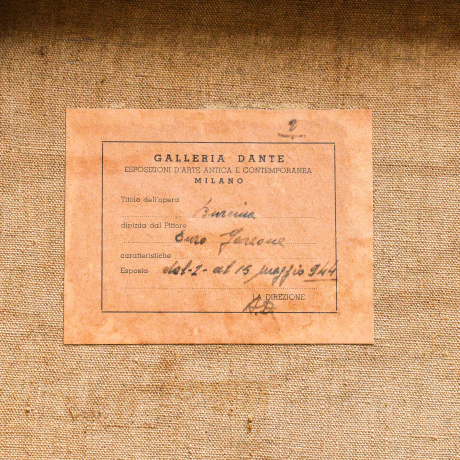 2
GALLERIA DANTE
ESPOSIZIONI D'ARTE ANTICA E CONTEMPORANEA
MILANO
Titolo dell'opera
dipinta dal Pittore
caratteristiche
Esposta dal -2- al 15 maggio 944
LA DIREZIONE